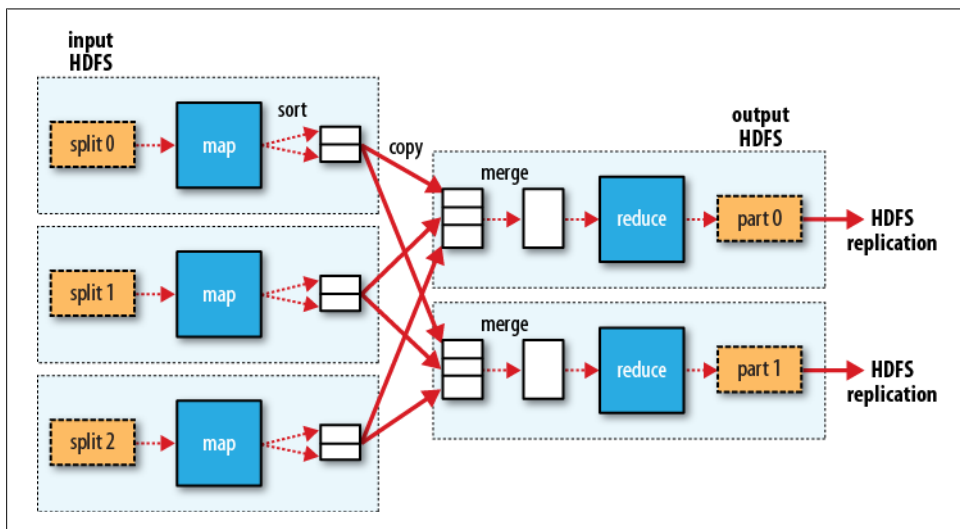 input
HDFS
sort
split 0
map
copy
split 1
map
split 2
map
output
HDFS
merge
reduce
part 0
HDFS
replication
merge
reduce
part 1
HDFS
replication